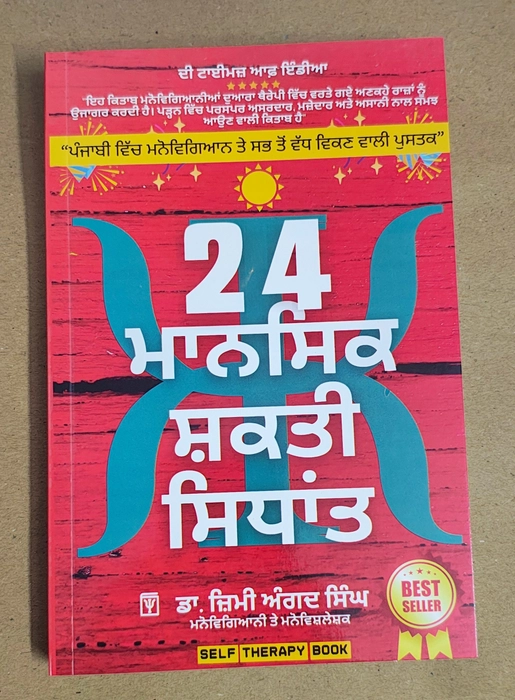 ਦੀ ਟਾਈਮਜ਼ ਆਫ਼ ਇੰਡੀਆ
"ਇਹ ਕਿਤਾਬ ਮਨੋਵਿਗਿਆਨੀਆਂ ਦੁਆਰਾ ਥੈਰੇਪੀ ਵਿੱਚ ਵਰਤੇ ਗਏ ਅਣਕਹੇ ਰਾਜ਼ਾਂ ਨੂੰ
ਉਜਾਗਰ ਕਰਦੀ ਹੈ। ਪੜ੍ਹਨ ਵਿੱਚ ਪਰਸਪਰ ਅਸਰਦਾਰ, ਮਜ਼ੇਦਾਰ ਅਤੇ ਅਸਾਨੀ ਨਾਲ ਸਮਝ
ਆਉਣ ਵਾਲੀ ਕਿਤਾਬ ਹੈ"
“ਪੰਜਾਬੀ ਵਿੱਚ ਮਨੋਵਿਗਿਆਨ ਤੇ ਸਭ ਤੋਂ ਵੱਧ ਵਿਕਣ ਵਾਲੀ ਪੁਸਤਕ”
24
ਮਾਨਸਿਕ
ਸ਼ਕਤੀ
ਸਿਧਾਂਤ
ਡਾ. ਜ਼ਿਮੀ ਅੰਗਦ ਸਿੰਘ
ਮਨੋਵਿਗਿਆਨੀ ਤੇ ਮਨੋਵਿਸ਼ਲੇਸ਼ਕ
BEST
SELLER
SELF THERAPY BOOK